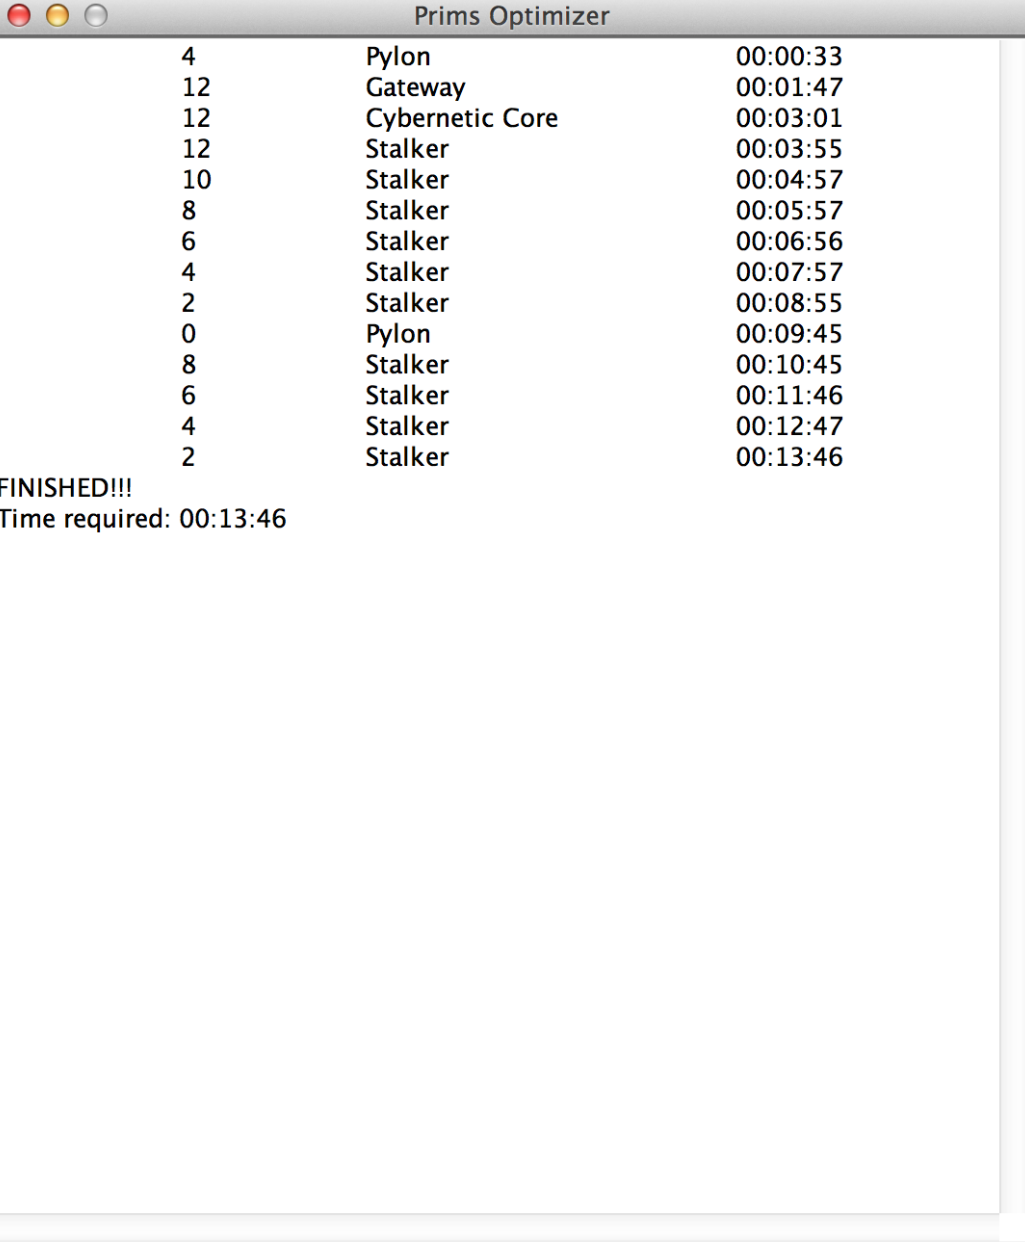 Prims Optimizer
4 Pylon 00:00:33
12 Gateway 00:01:47
12 Cybernetic Core 00:03:01
12 Stalker 00:03:55
10 Stalker 00:04:57
8 Stalker 00:05:57
6 Stalker 00:06:56
4 Stalker 00:07:57
2 Stalker 00:08:55
0 Pylon 00:09:45
8 Stalker 00:10:45
6 Stalker 00:11:46
4 Stalker 00:12:47
2 Stalker 00:13:46
FINISHED!!!
Time required: 00:13:46